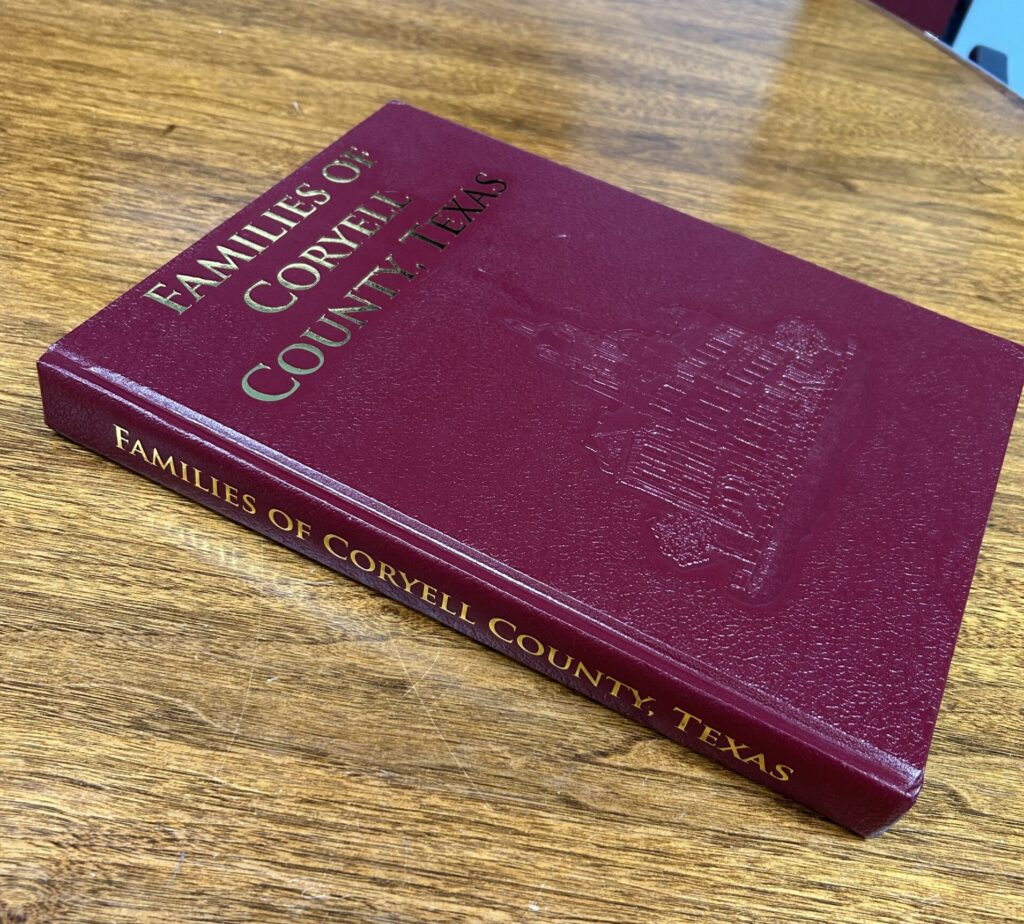 FAMILIES OF
CORYELL
COUNTY, TEXAS
FAMILIES OF CORYELL COUNTY, TEXAS